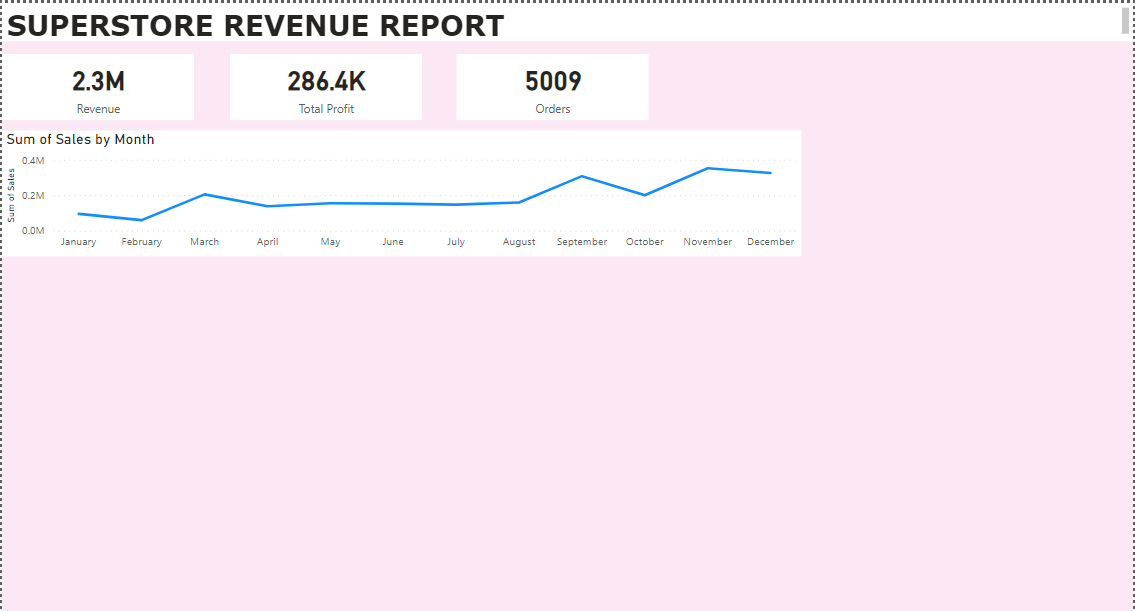 SUPERSTORE REVENUE REPORT
2.3M
Revenue
286.4K
Total Profit
5009
Orders
Sum of Sales by Month
Sum of Sales
0.4M
0.2M
0.0M
January February March April May June July August September October November December